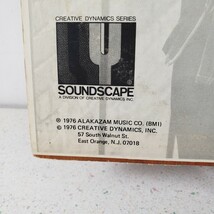 CREATIVE DYNAMICS SERIES
SOUNDSCAPE
A DIVISION OF CREATIVE DYNAMICS INC.
℗ 1976 ALAKAZAM MUSIC CO. (BMI)
© 1976 CREATIVE DYNAMICS, INC.
57 South Walnut St.
East Orange, N.J. 07018